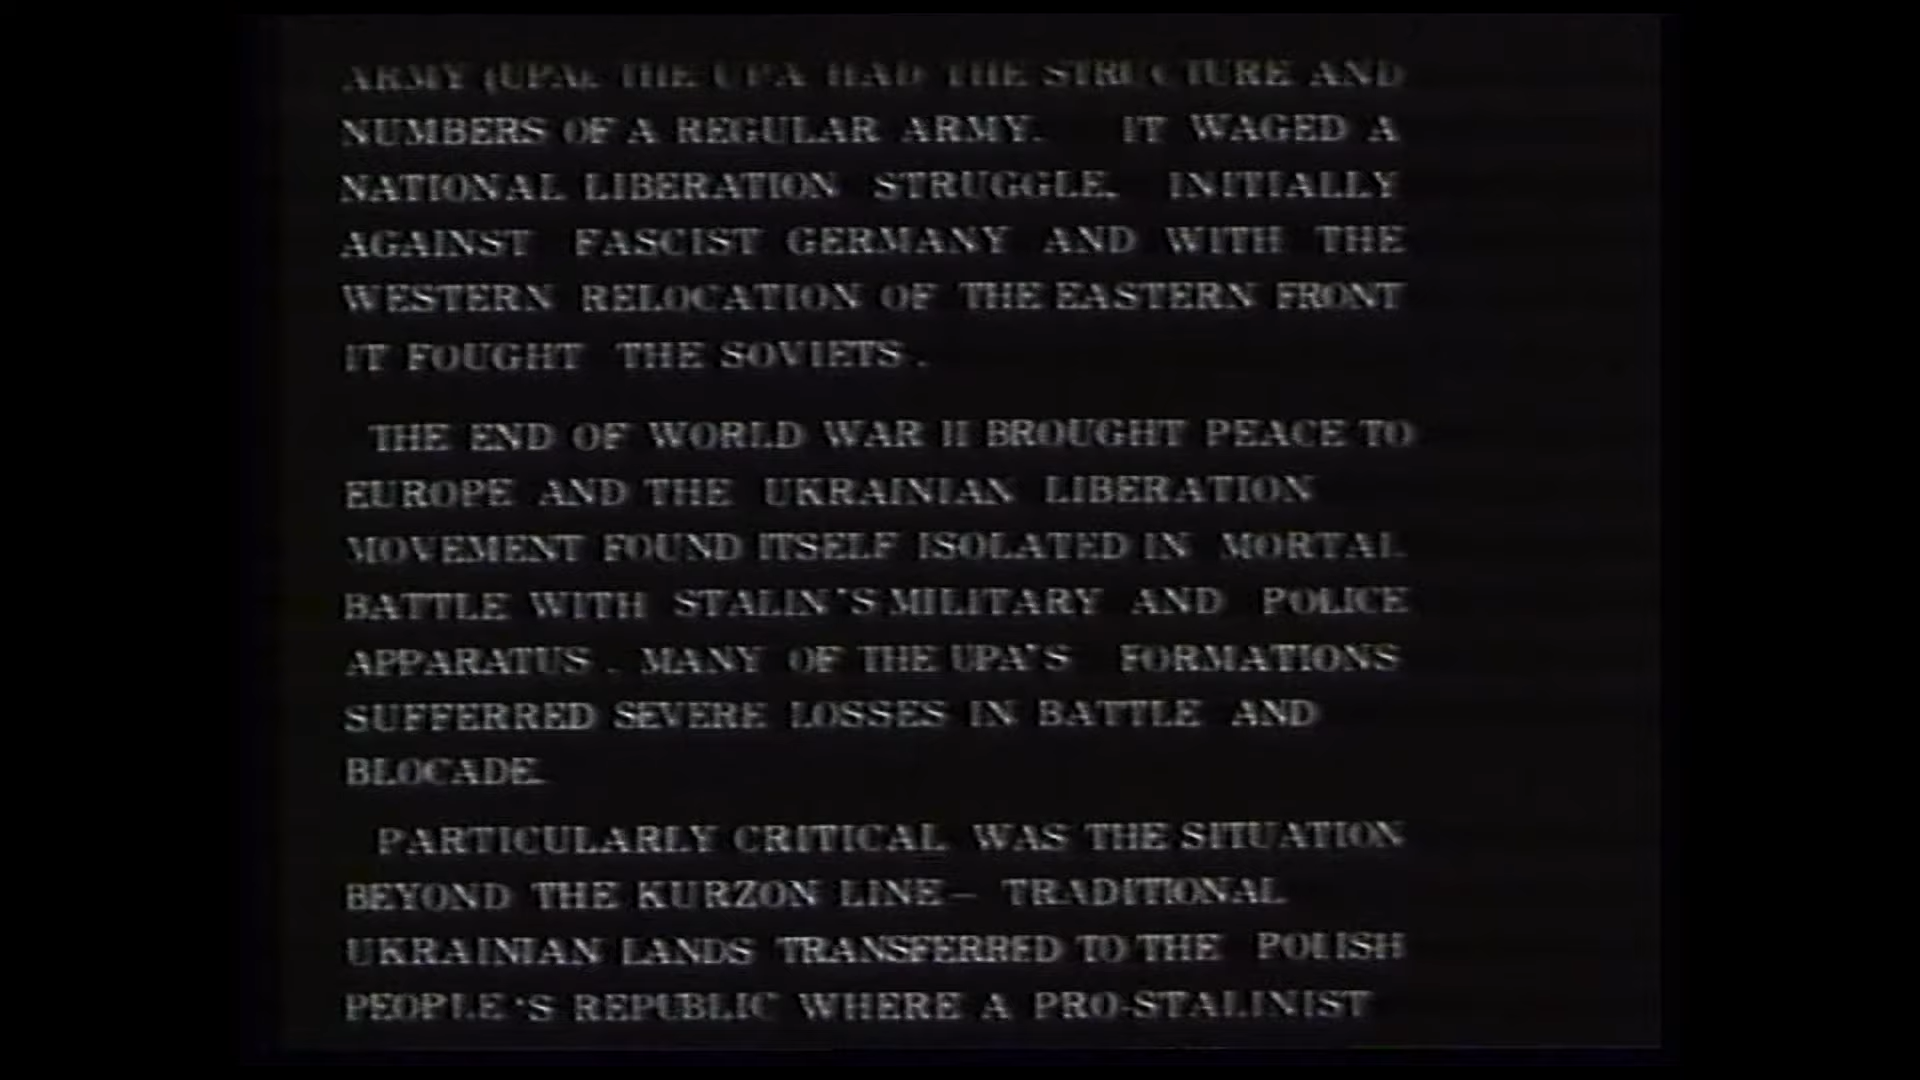 ARMY (UPA). THE UPA HAD THE STRUCTURE AND
NUMBERS OF A REGULAR ARMY. IT WAGED A
NATIONAL LIBERATION STRUGGLE. INITIALLY
AGAINST FASCIST GERMANY AND WITH THE
WESTERN RELOCATION OF THE EASTERN FRONT
IT FOUGHT THE SOVIETS .
THE END OF WORLD WAR II BROUGHT PEACE TO
EUROPE AND THE UKRAINIAN LIBERATION
MOVEMENT FOUND ITSELF ISOLATED IN MORTAL
BATTLE WITH STALIN'S MILITARY AND POLICE
APPARATUS . MANY OF THE UPA'S FORMATIONS
SUFFERRED SEVERE LOSSES IN BATTLE AND
BLOCADE.
PARTICULARLY CRITICAL WAS THE SITUATION
BEYOND THE KURZON LINE – TRADITIONAL
UKRAINIAN LANDS TRANSFERRED TO THE POLISH
PEOPLE'S REPUBLIC WHERE A PRO-STALINIST